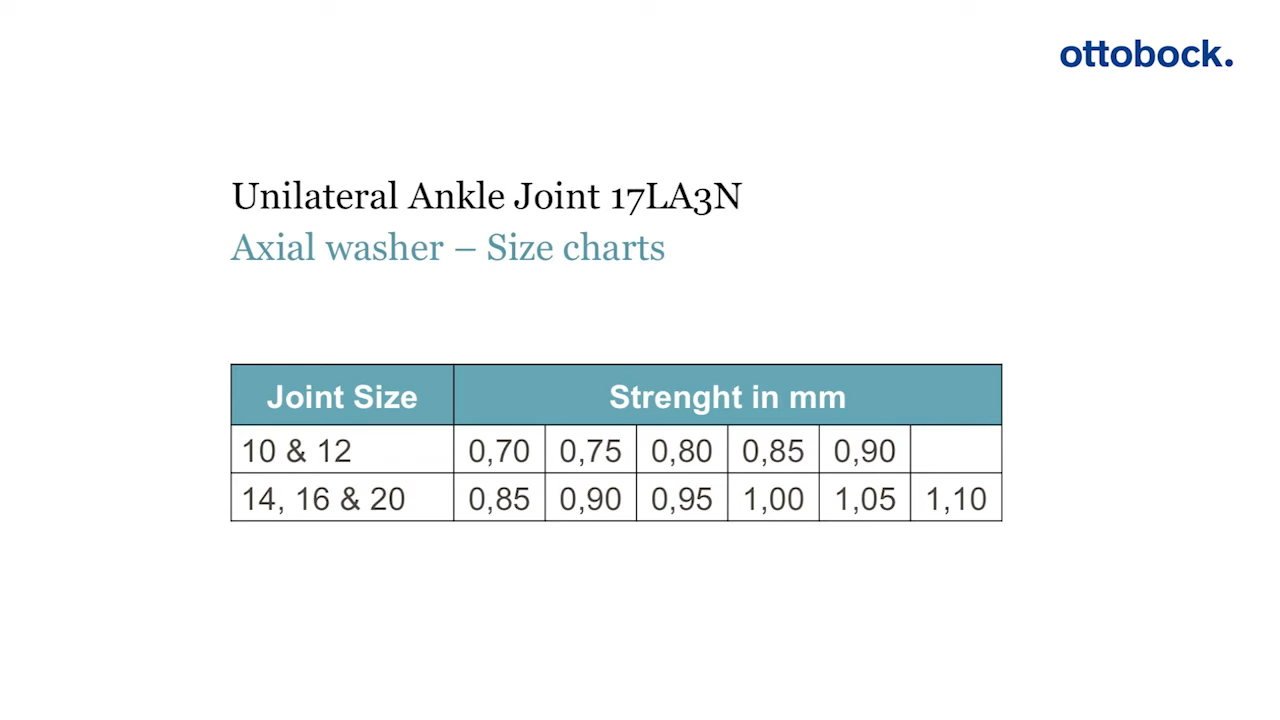 ottobock.
Unilateral Ankle Joint 17LA3N
Axial washer – Size charts
Joint Size Strenght in mm
10 & 12 0,70 0,75 0,80 0,85 0,90
14, 16 & 20 0,85 0,90 0,95 1,00 1,05 1,10